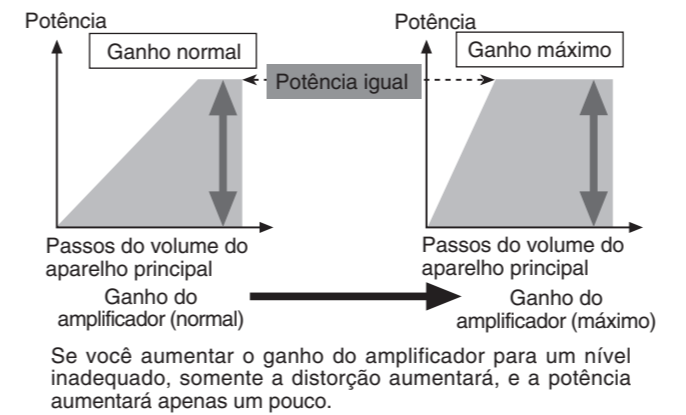 Potência
Ganho normal
Potência igual
Potência
Ganho máximo
Passos do volume do
aparelho principal
Passos do volume do
aparelho principal
Ganho do
amplificador (normal)
Ganho do
amplificador (máximo)
Se você aumentar o ganho do amplificador para um nível
inadequado, somente a distorção aumentará, e a potência
aumentará apenas um pouco.